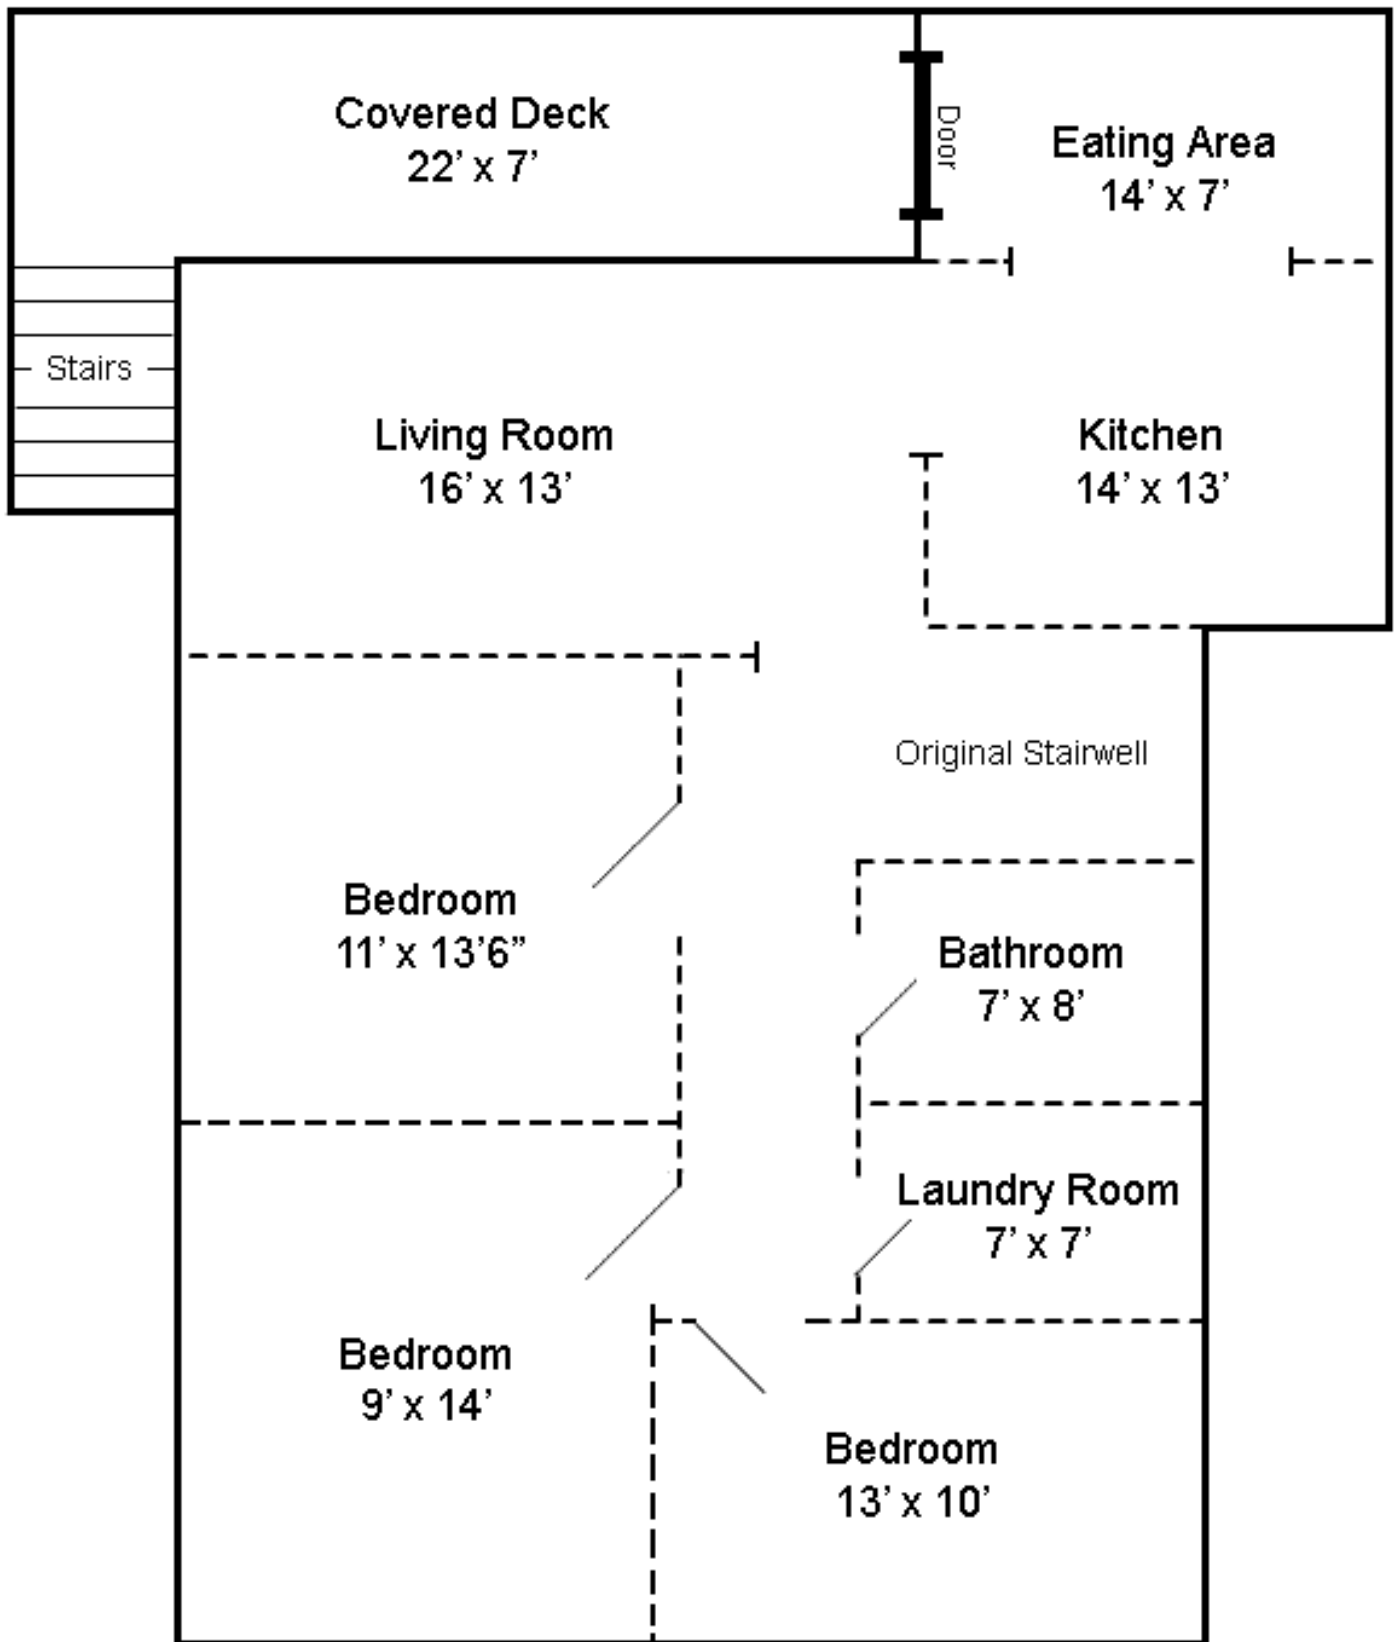 Covered Deck
22’ x 7’
Door
Eating Area
14’ x 7’
Stairs
Living Room
16’ x 13’
Kitchen
14’ x 13’
Original Stairwell
Bedroom
11’ x 13’6”
Bathroom
7’ x 8’
Laundry Room
7’ x 7’
Bedroom
9’ x 14’
Bedroom
13’ x 10’